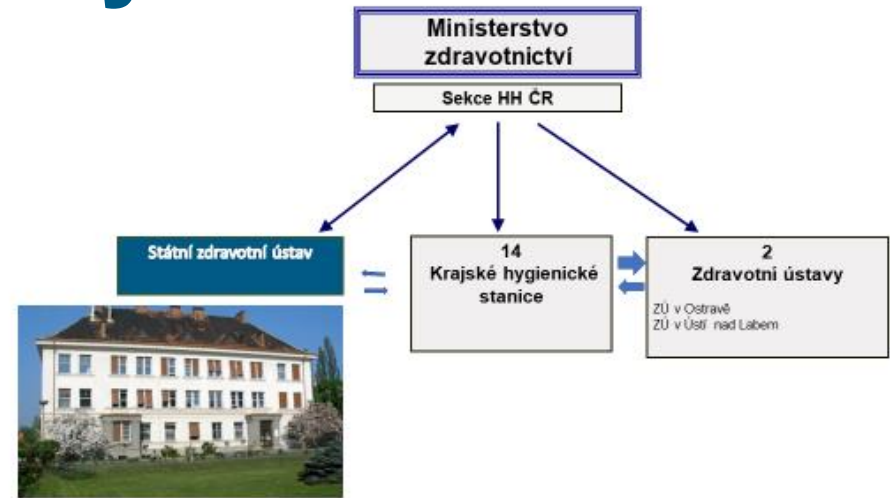 Ministerstvo
zdravotnictví
Sekce HH ČR
Státní zdravotní ústav
14
Krajské hygienické
stanice
2
Zdravotní ústavy
ZÚ v Ostravě
ZÚ v Ústí nad Labem